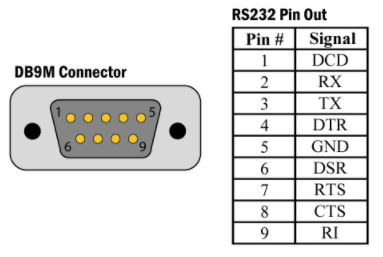 RS232 Pin Out
Pin # Signal
1 DCD
2 RX
3 TX
4 DTR
5 GND
6 DSR
7 RTS
8 CTS
9 RI
DB9M Connector
1 5
6 9